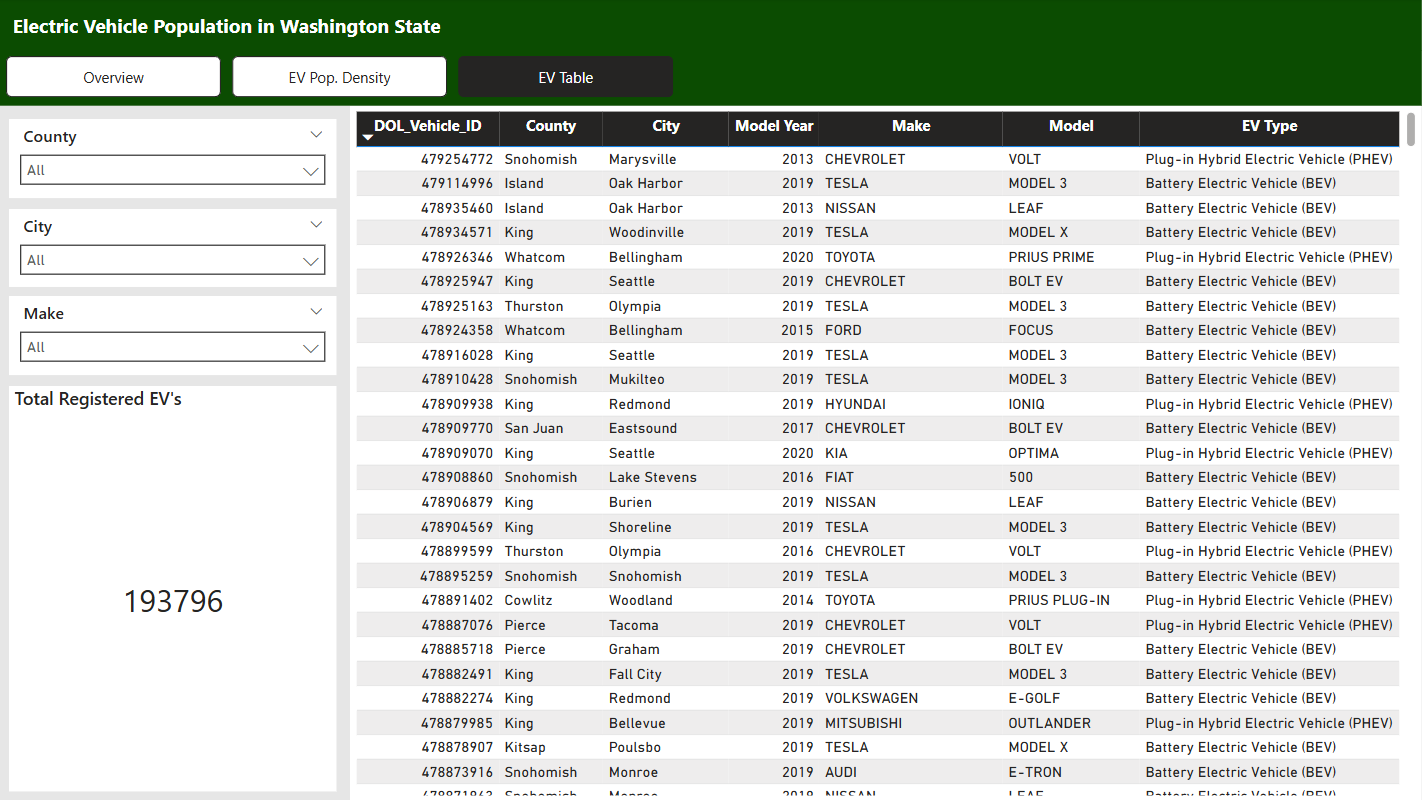 Electric Vehicle Population in Washington State
Overview EV Pop. Density EV Table
County
All
City
All
Make
All
Total Registered EV's
193796
DOL_Vehicle_ID County City Model Year Make Model EV Type
479254772 Snohomish Marysville 2013 CHEVROLET VOLT Plug-in Hybrid Electric Vehicle (PHEV)
479114996 Island Oak Harbor 2019 TESLA MODEL 3 Battery Electric Vehicle (BEV)
478935460 Island Oak Harbor 2013 NISSAN LEAF Battery Electric Vehicle (BEV)
478934571 King Woodinville 2019 TESLA MODEL X Battery Electric Vehicle (BEV)
478926346 Whatcom Bellingham 2020 TOYOTA PRIUS PRIME Plug-in Hybrid Electric Vehicle (PHEV)
478925947 King Seattle 2019 CHEVROLET BOLT EV Battery Electric Vehicle (BEV)
478925163 Thurston Olympia 2019 TESLA MODEL 3 Battery Electric Vehicle (BEV)
478924358 Whatcom Bellingham 2015 FORD FOCUS Battery Electric Vehicle (BEV)
478916028 King Seattle 2019 TESLA MODEL 3 Battery Electric Vehicle (BEV)
478910428 Snohomish Mukilteo 2019 TESLA MODEL 3 Battery Electric Vehicle (BEV)
478909938 King Redmond 2019 HYUNDAI IONIQ Plug-in Hybrid Electric Vehicle (PHEV)
478909770 San Juan Eastsound 2017 CHEVROLET BOLT EV Battery Electric Vehicle (BEV)
478909070 King Seattle 2020 KIA OPTIMA Plug-in Hybrid Electric Vehicle (PHEV)
478908860 Snohomish Lake Stevens 2016 FIAT 500 Battery Electric Vehicle (BEV)
478906879 King Burien 2019 NISSAN LEAF Battery Electric Vehicle (BEV)
478904569 King Shoreline 2019 TESLA MODEL 3 Battery Electric Vehicle (BEV)
478899599 Thurston Olympia 2016 CHEVROLET VOLT Plug-in Hybrid Electric Vehicle (PHEV)
478895259 Snohomish Snohomish 2019 TESLA MODEL 3 Battery Electric Vehicle (BEV)
478891402 Cowlitz Woodland 2014 TOYOTA PRIUS PLUG-IN Plug-in Hybrid Electric Vehicle (PHEV)
478887076 Pierce Tacoma 2019 CHEVROLET VOLT Plug-in Hybrid Electric Vehicle (PHEV)
478885718 Pierce Graham 2019 CHEVROLET BOLT EV Battery Electric Vehicle (BEV)
478882491 King Fall City 2019 TESLA MODEL 3 Battery Electric Vehicle (BEV)
478882274 King Redmond 2019 VOLKSWAGEN E-GOLF Battery Electric Vehicle (BEV)
478879985 King Bellevue 2019 MITSUBISHI OUTLANDER Plug-in Hybrid Electric Vehicle (PHEV)
478878907 Kitsap Poulsbo 2019 TESLA MODEL X Battery Electric Vehicle (BEV)
478873916 Snohomish Monroe 2019 AUDI E-TRON Battery Electric Vehicle (BEV)